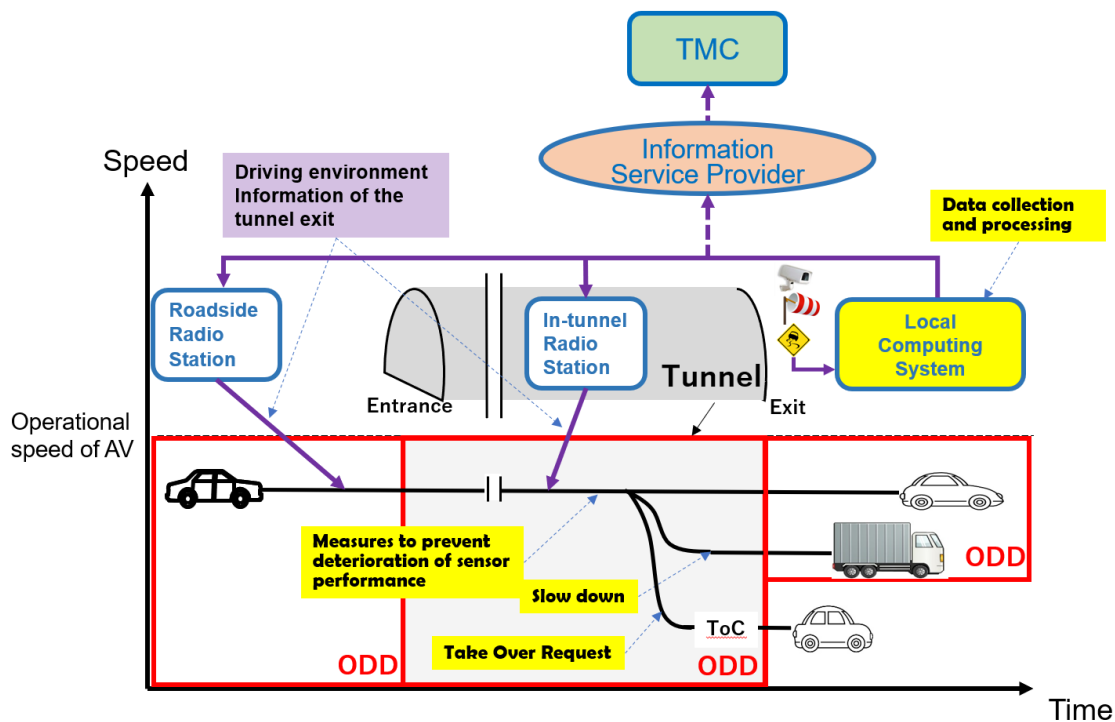 TMC
Information
Service Provider
Speed
Driving environment
Information of the
tunnel exit
Data collection
and processing
Roadside
Radio
Station
In-tunnel
Radio
Station
Local
Computing
System
Tunnel
Entrance
Exit
Operational
speed of AV
Measures to prevent
deterioration of sensor
performance
ODD
Slow down
ToC
Take Over Request
ODD
ODD
Time